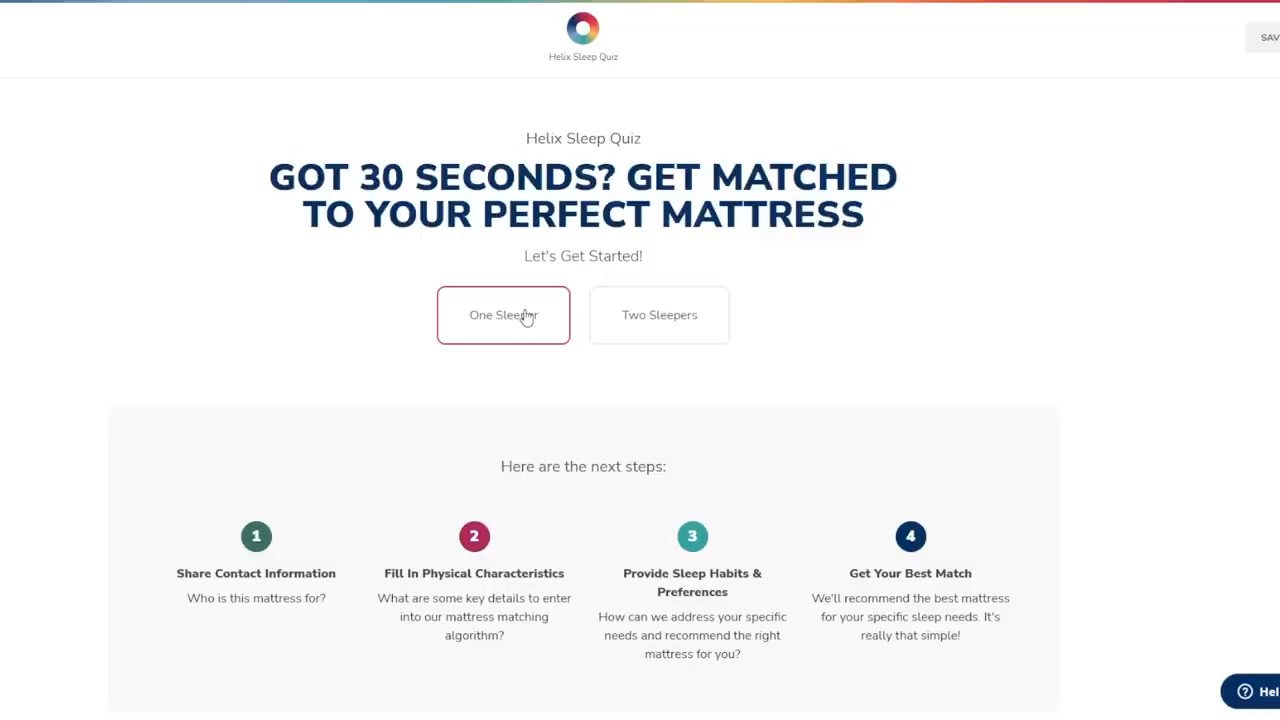 Helix Sleep Quiz
SAV
Helix Sleep Quiz
GOT 30 SECONDS? GET MATCHED
TO YOUR PERFECT MATTRESS
Let's Get Started!
One Sleeper
Two Sleepers
Here are the next steps:
1
Share Contact Information
Who is this mattress for?
2
Fill In Physical Characteristics
What are some key details to enter
into our mattress matching
algorithm?
3
Provide Sleep Habits &
Preferences
How can we address your specific
needs and recommend the right
mattress for you?
4
Get Your Best Match
We'll recommend the best mattress
for your specific sleep needs. It's
really that simple!
? Hel